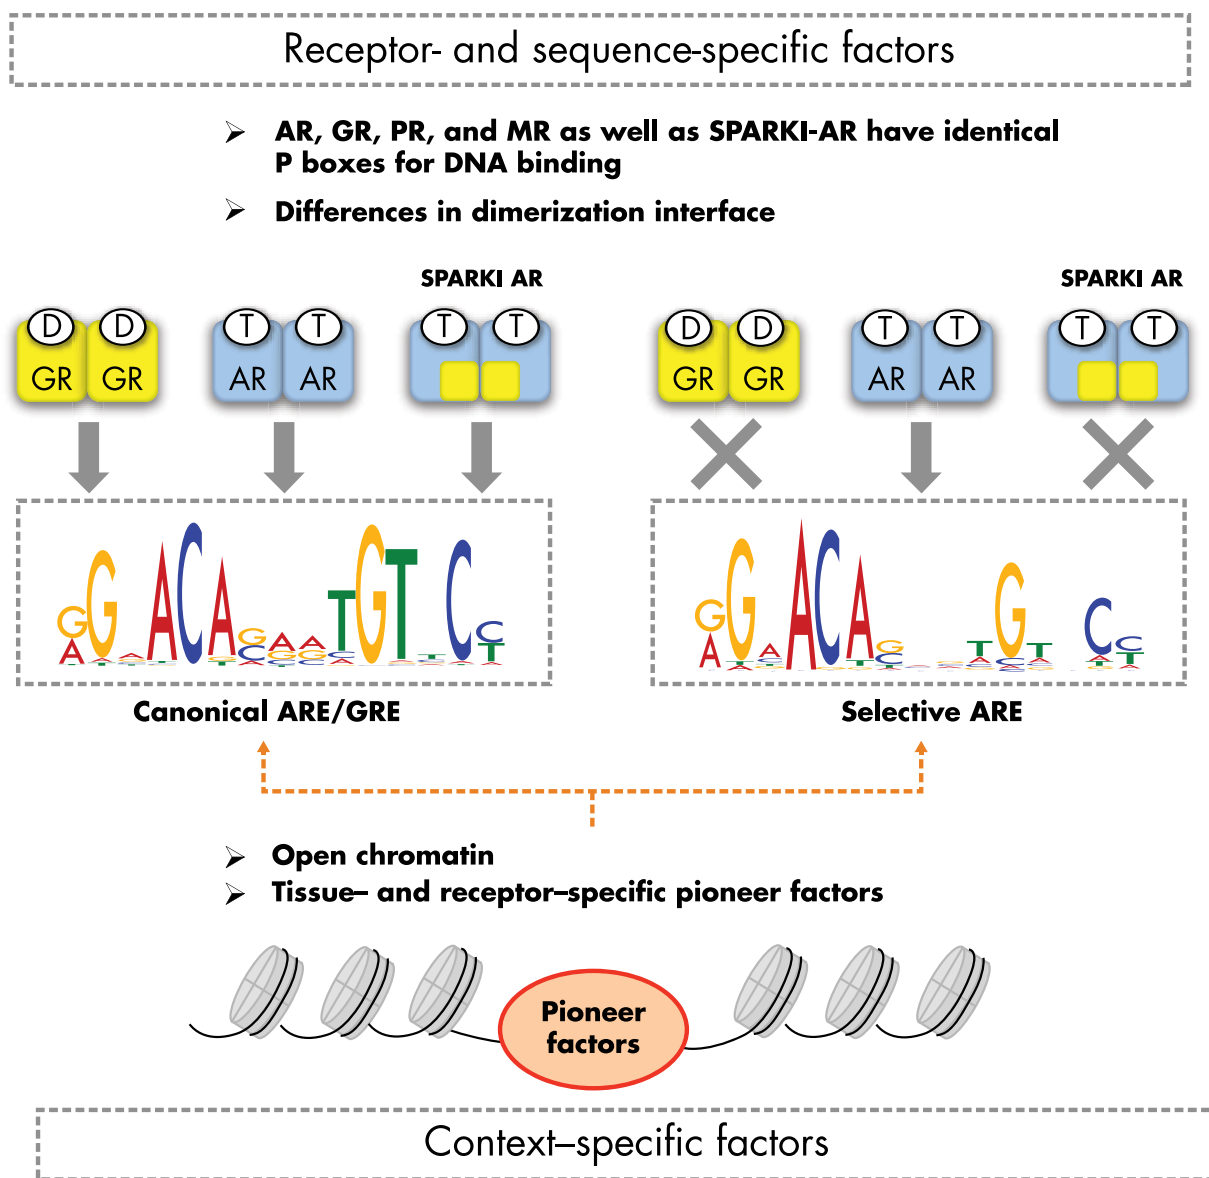 Receptor- and sequence-specific factors
➢ AR, GR, PR, and MR as well as SPARKI-AR have identical
P boxes for DNA binding
➢ Differences in dimerization interface
SPARKI AR
SPARKI AR
D D T T T T
D D T T T T
GR GR AR AR
GR GR AR AR
Canonical ARE/GRE
Selective ARE
➢ Open chromatin
➢ Tissue– and receptor–specific pioneer factors
Pioneer
factors
Context–specific factors